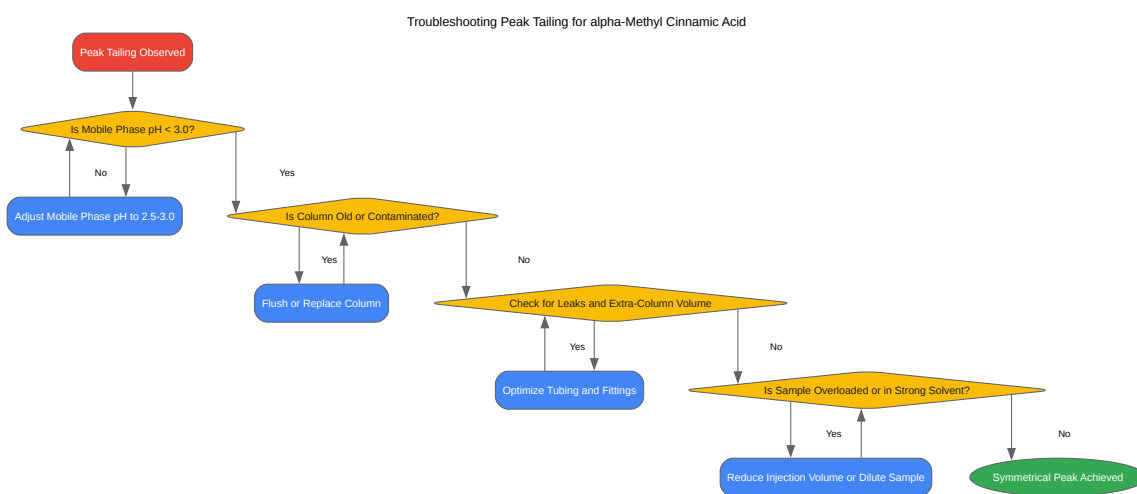 Troubleshooting Peak Tailing for alpha-Methyl Cinnamic Acid
Peak Tailing Observed
Is Mobile Phase pH < 3.0?
No
Yes
Adjust Mobile Phase pH to 2.5-3.0
Is Column Old or Contaminated?
Yes
No
Flush or Replace Column
Check for Leaks and Extra-Column Volume
Yes
No
Optimize Tubing and Fittings
Is Sample Overloaded or in Strong Solvent?
Yes
No
Reduce Injection Volume or Dilute Sample
Symmetrical Peak Achieved